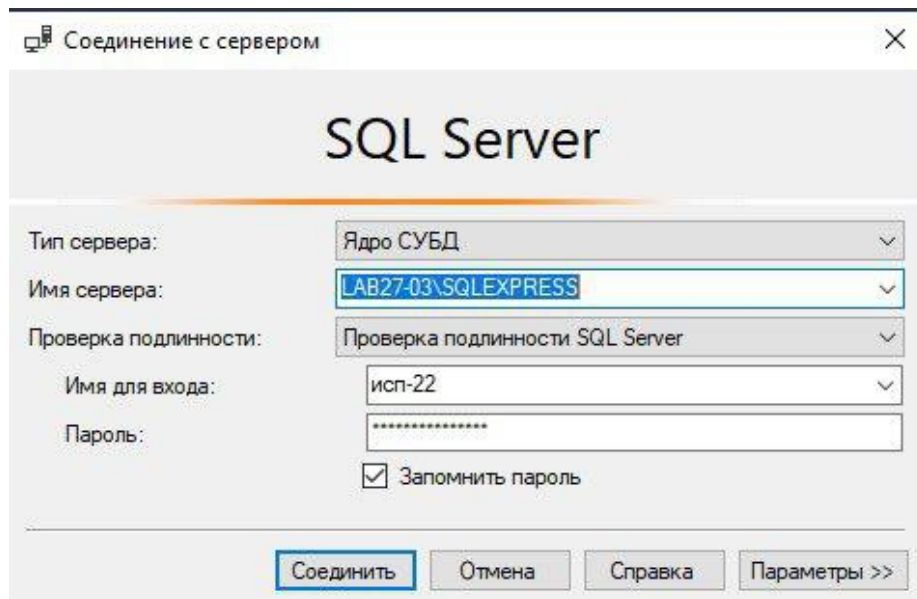 Соединение с сервером
SQL Server
Тип сервера: Ядро СУБД
Имя сервера: LAB27-03\SQLEXPRESS
Проверка подлинности: Проверка подлинности SQL Server
Имя для входа: исп-22
Пароль: ***************
Запомнить пароль
Соединить Отмена Справка Параметры >>